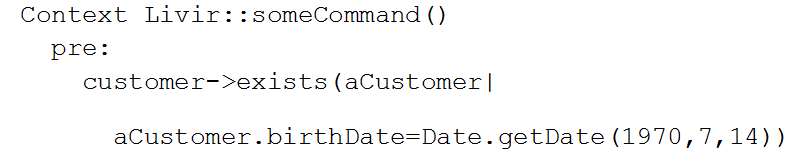 Context Livir::someCommand()
pre:
customer->exists(aCustomer|
aCustomer.birthDate=Date.getDate(1970,7,14))